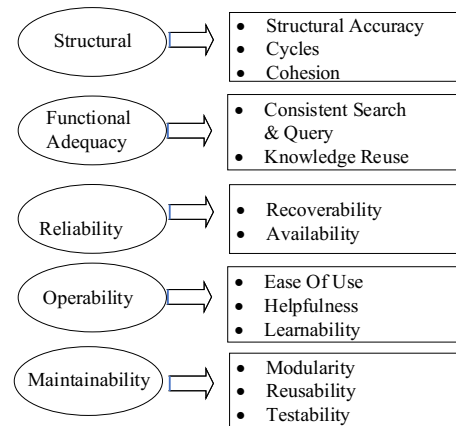 Structural
• Structural Accuracy
• Cycles
• Cohesion
Functional
Adequacy
• Consistent Search
& Query
• Knowledge Reuse
Reliability
• Recoverability
• Availability
Operability
• Ease Of Use
• Helpfulness
• Learnability
Maintainability
• Modularity
• Reusability
• Testability